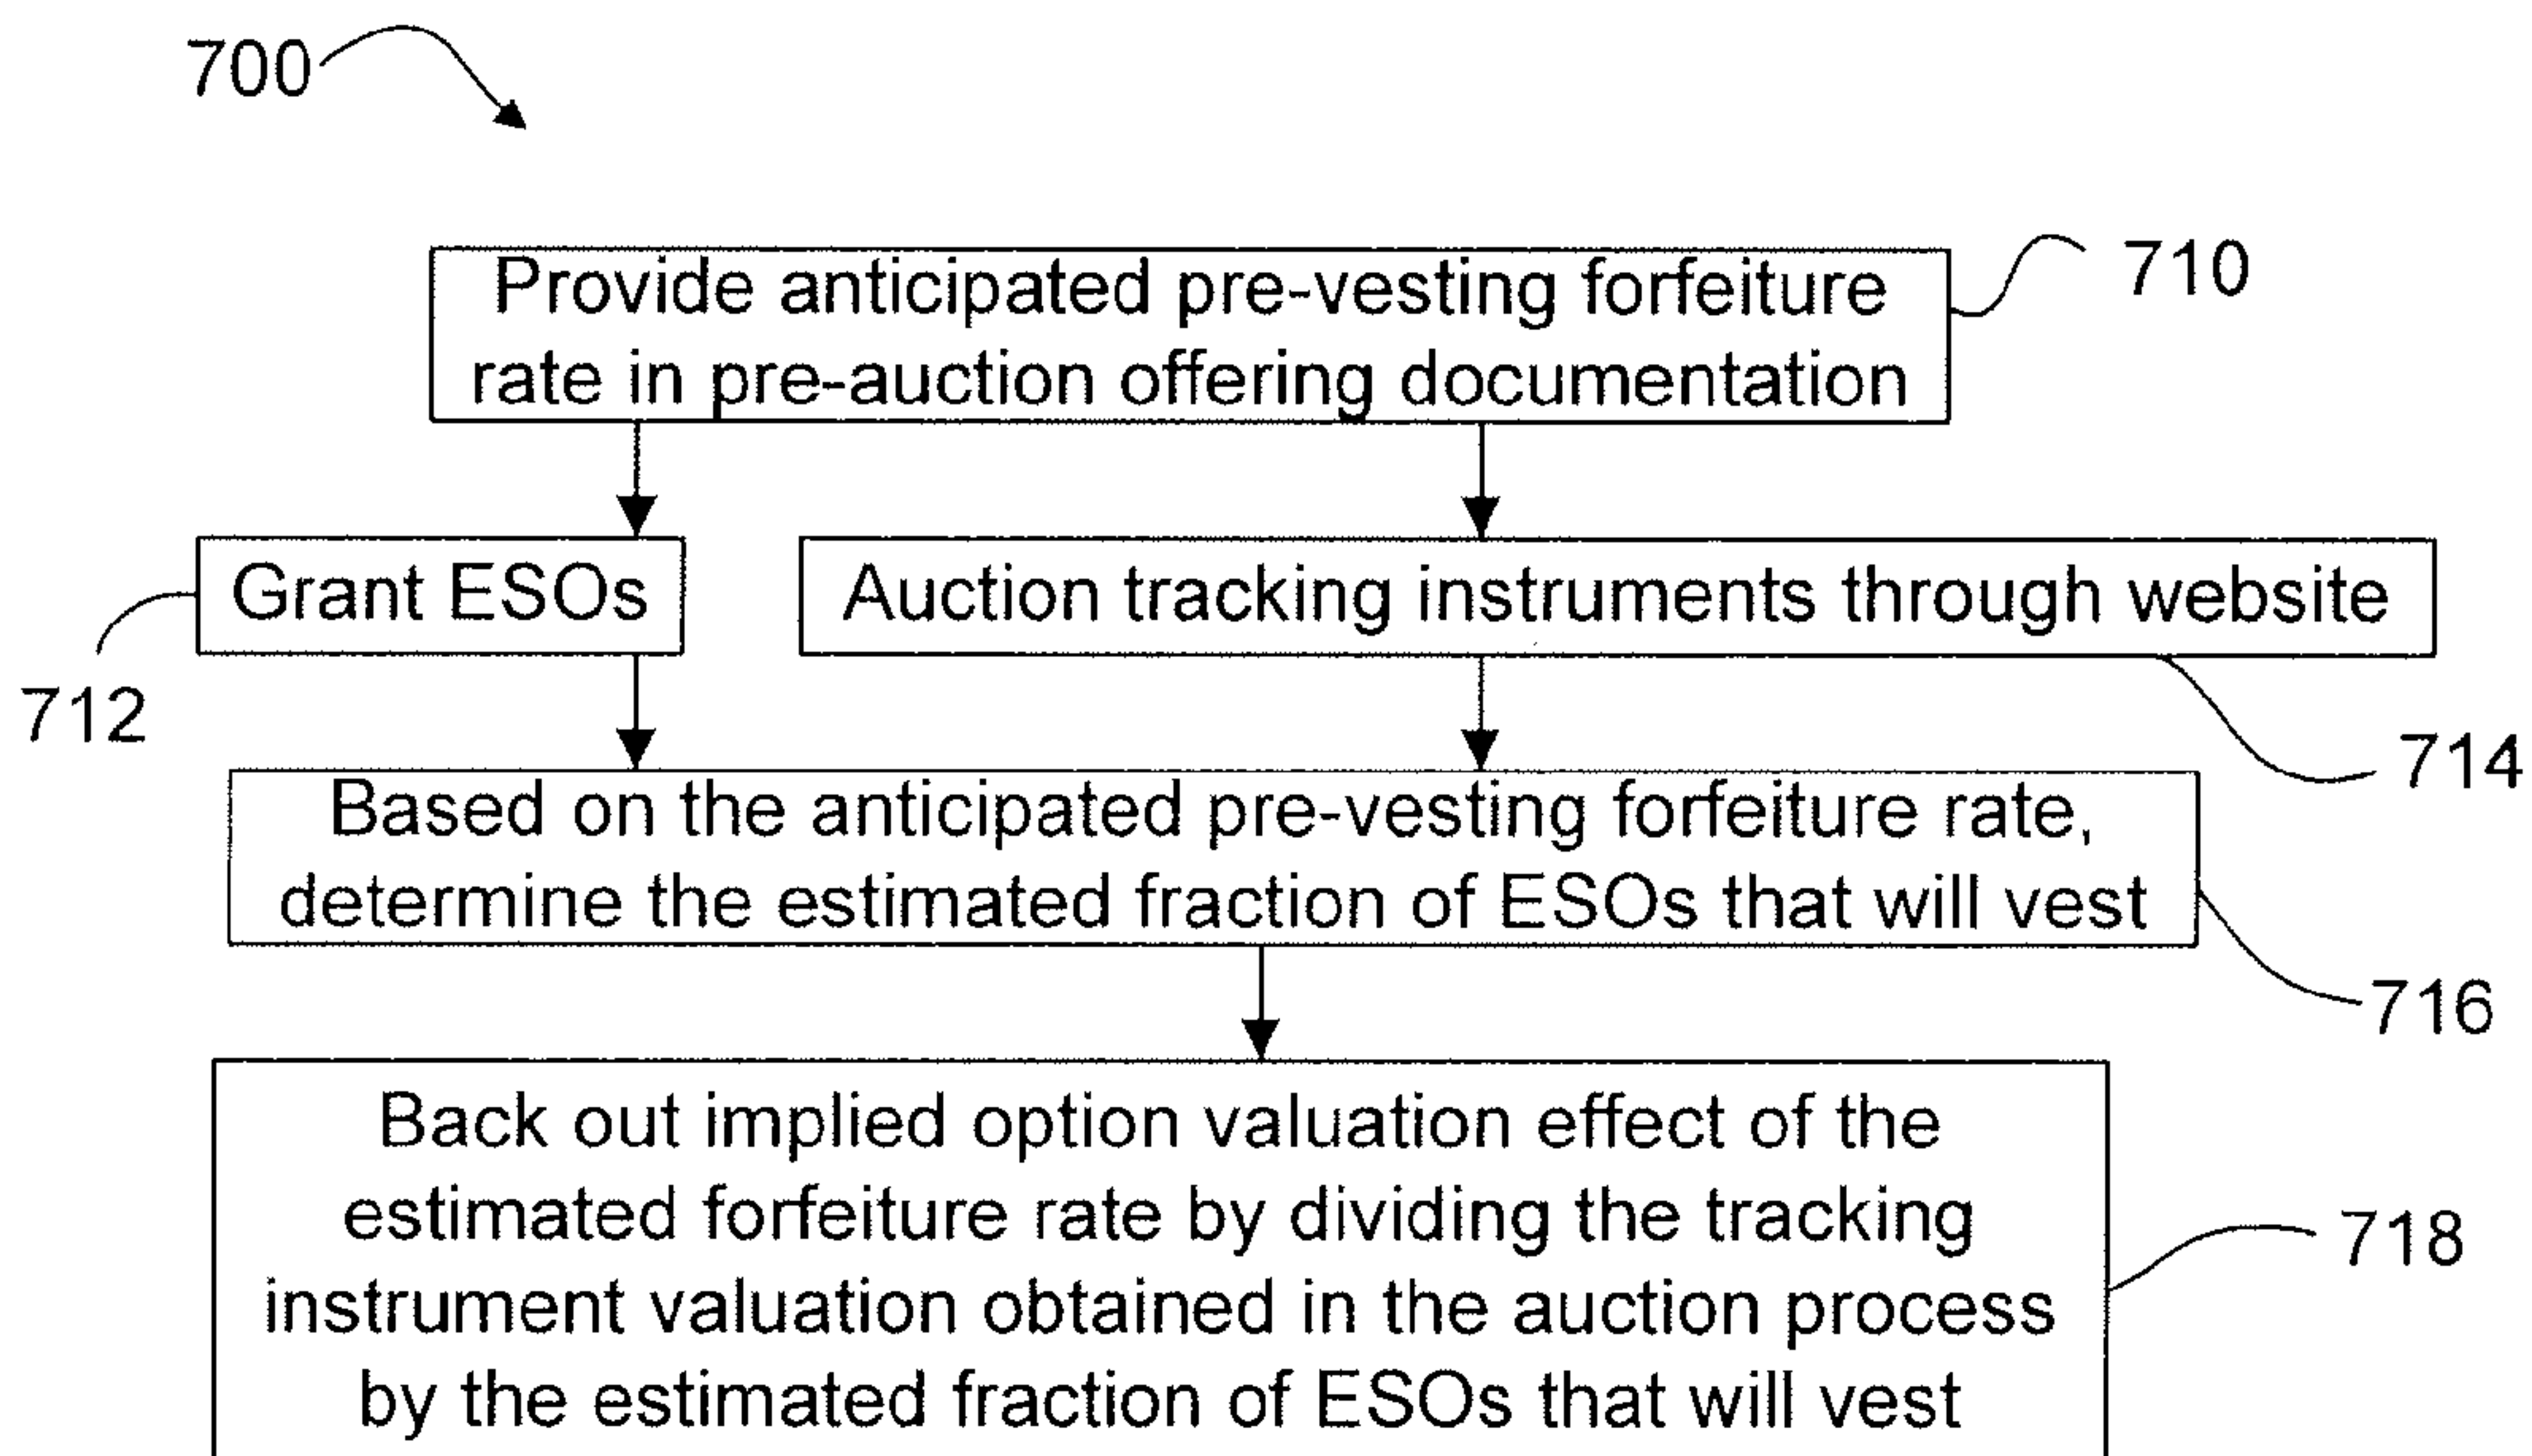 700
Provide anticipated pre-vesting forfeiture
rate in pre-auction offering documentation
710
Grant ESOs
Auction tracking instruments through website
712
714
Based on the anticipated pre-vesting forfeiture rate,
determine the estimated fraction of ESOs that will vest
716
Back out implied option valuation effect of the
estimated forfeiture rate by dividing the tracking
instrument valuation obtained in the auction process
by the estimated fraction of ESOs that will vest
718